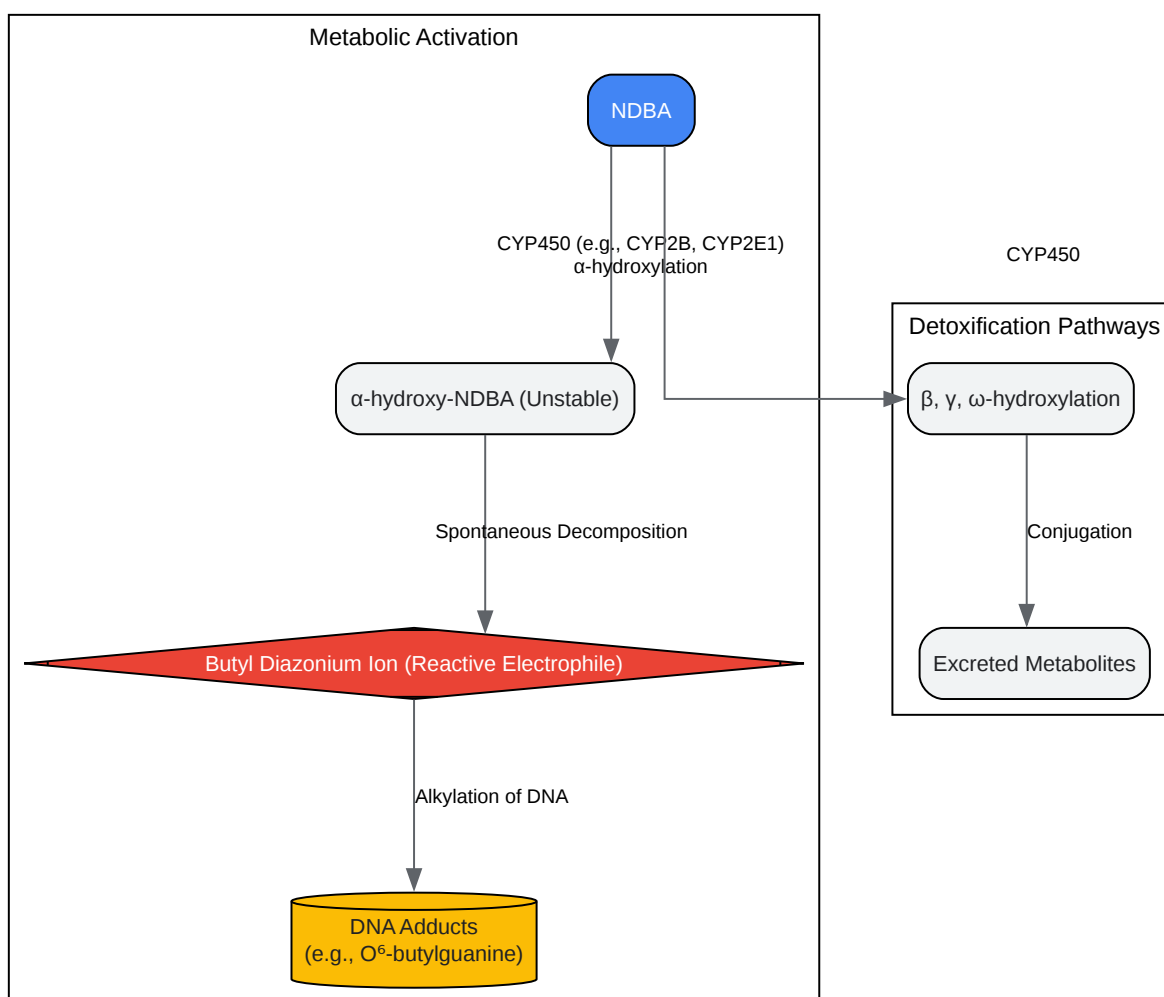 Metabolic Activation
NDBA
CYP450 (e.g., CYP2B, CYP2E1)
α-hydroxylation
CYP450
Detoxification Pathways
α-hydroxy-NDBA (Unstable)
β, γ, ω-hydroxylation
Spontaneous Decomposition
Conjugation
Butyl Diazonium Ion (Reactive Electrophile)
Excreted Metabolites
Alkylation of DNA
DNA Adducts
(e.g., O⁶-butylguanine)